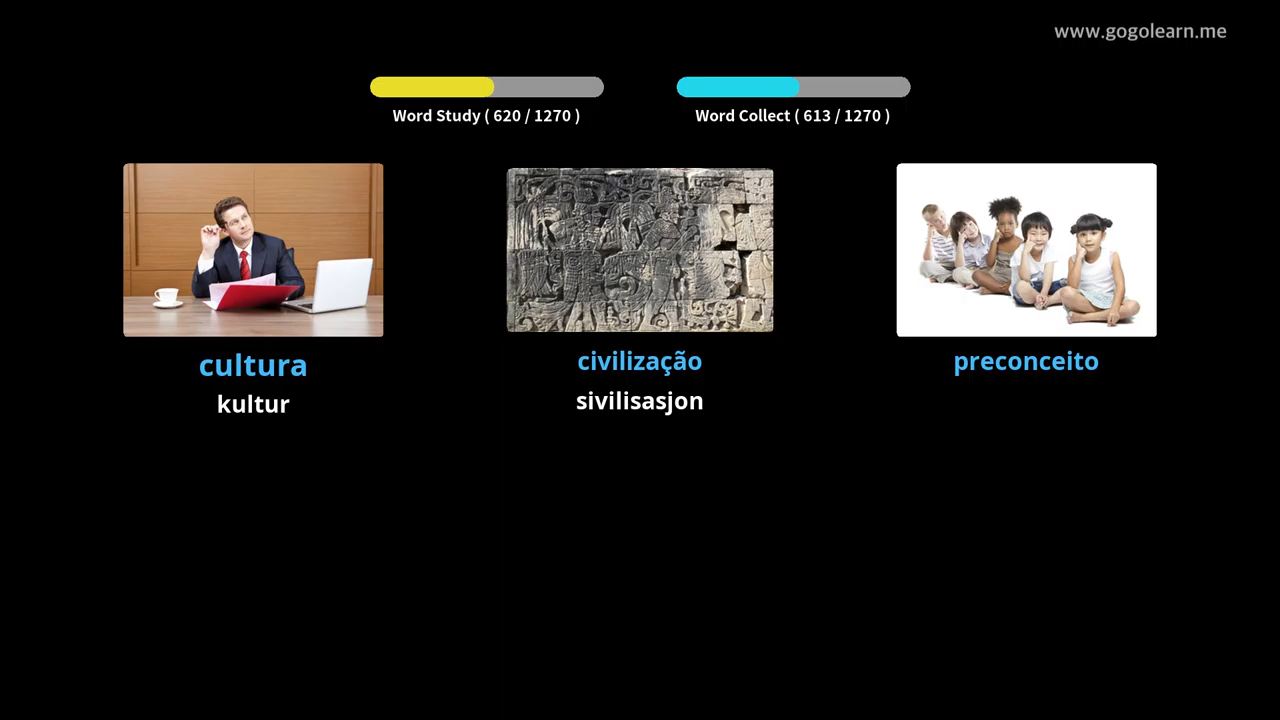 www.gogolearn.me
Word Study ( 620 / 1270 )
Word Collect ( 613 / 1270 )
cultura
kultur
civilização
sivilisasjon
preconceito